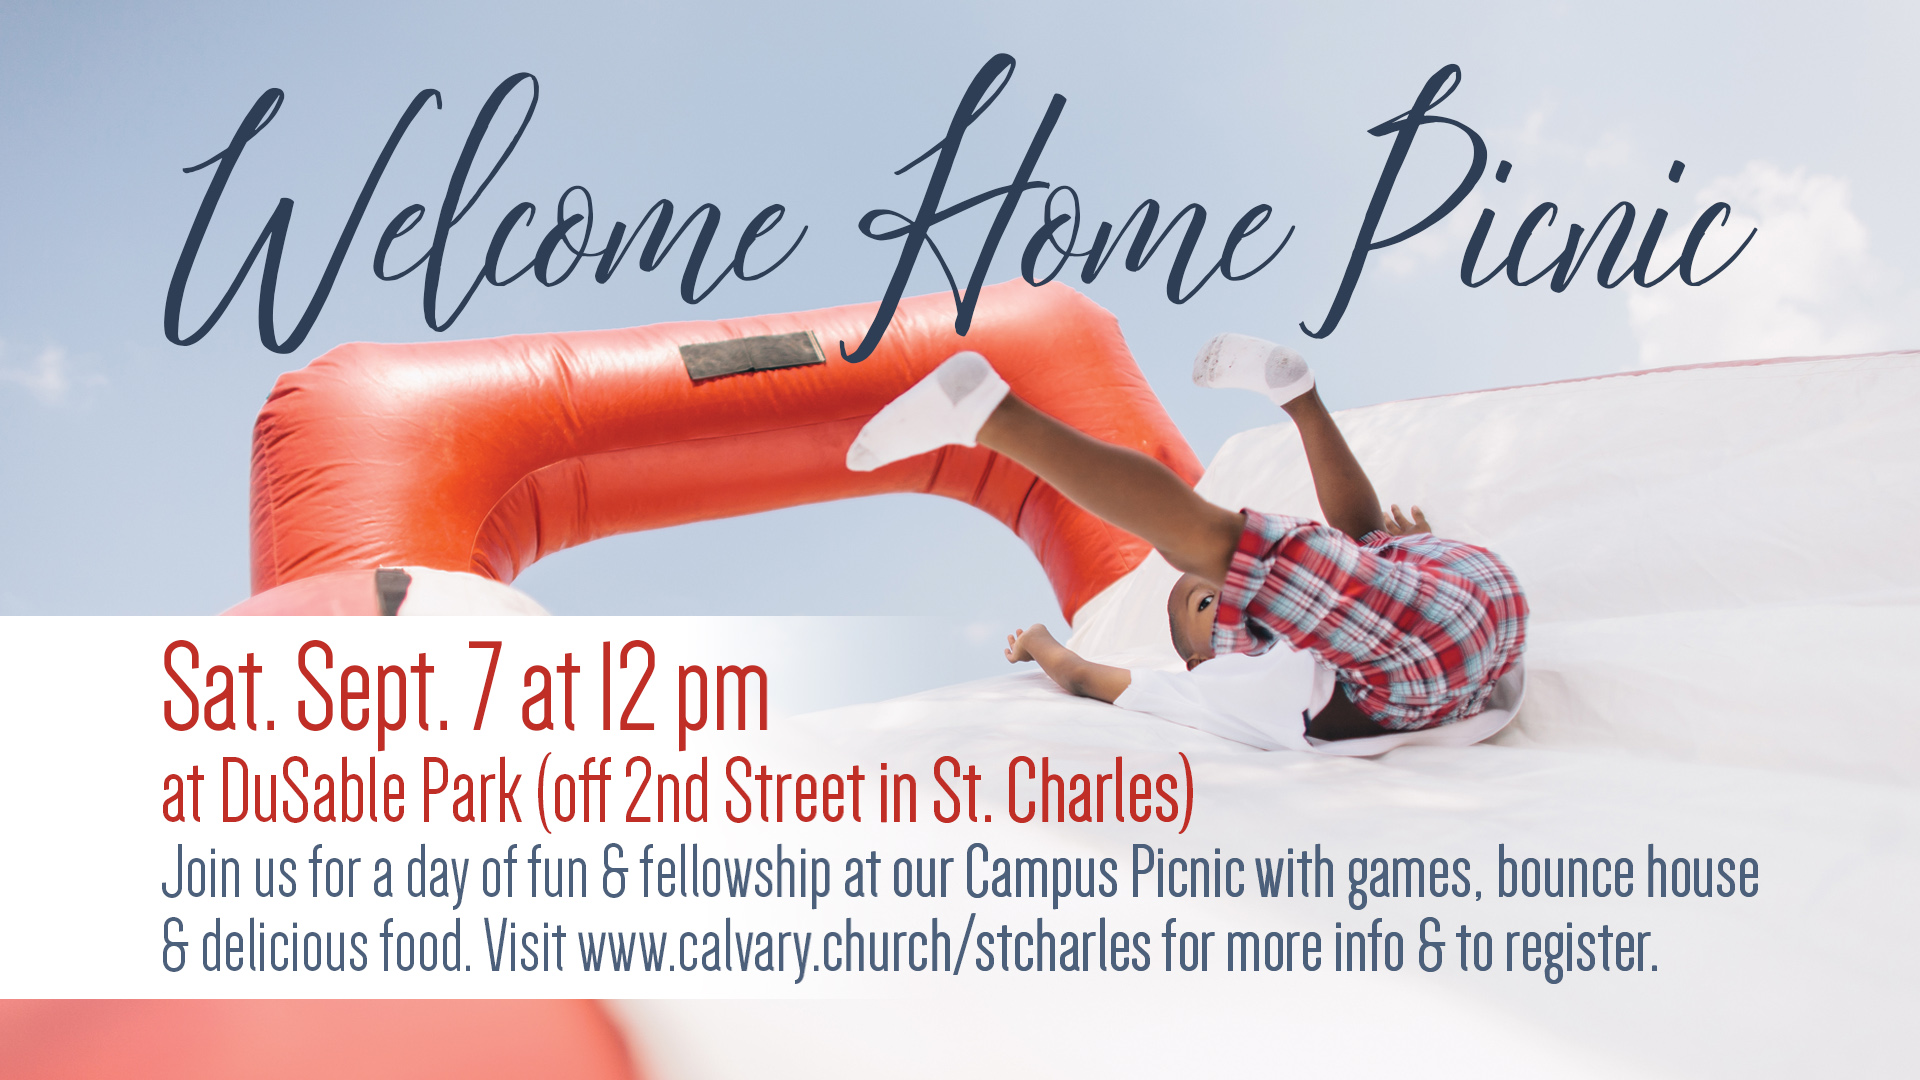 Welcome Home Picnic
Sat. Sept. 7 at 12 pm
at DuSable Park (off 2nd Street in St. Charles)
Join us for a day of fun & fellowship at our Campus Picnic with games, bounce house
& delicious food. Visit www.calvary.church/stcharles for more info & to register.